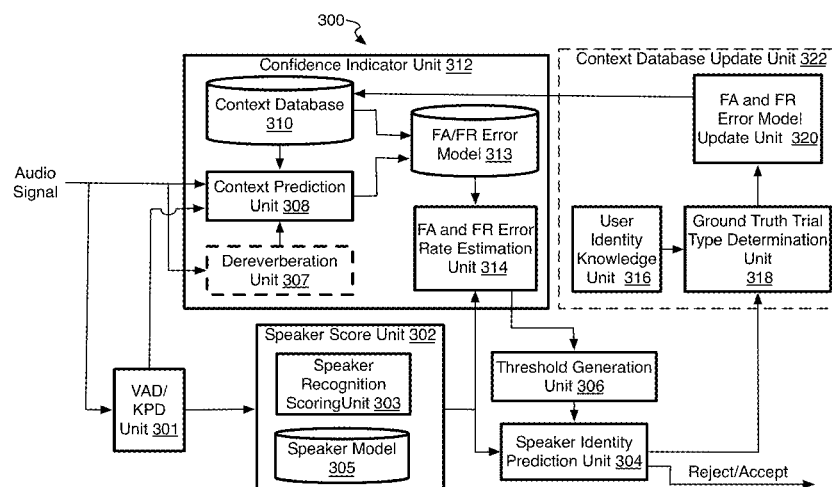 300
Confidence Indicator Unit 312
Context Database Update Unit 322
Context Database
310
FA/FR Error
Model 313
FA and FR
Error Model
Update Unit
320
Audio
Signal
Context Prediction
Unit 308
FA and FR Error
Rate Estimation
Unit 314
User
Identity
Knowledge
Unit 316
Ground Truth Trial
Type Determination
Unit
318
Dereverberation
Unit 307
Speaker Score Unit 302
Speaker
Recognition
ScoringUnit 303
Threshold Generation
Unit 306
VAD/
KPD
Unit 301
Speaker Model
305
Speaker Identity
Prediction Unit 304
Reject/Accept